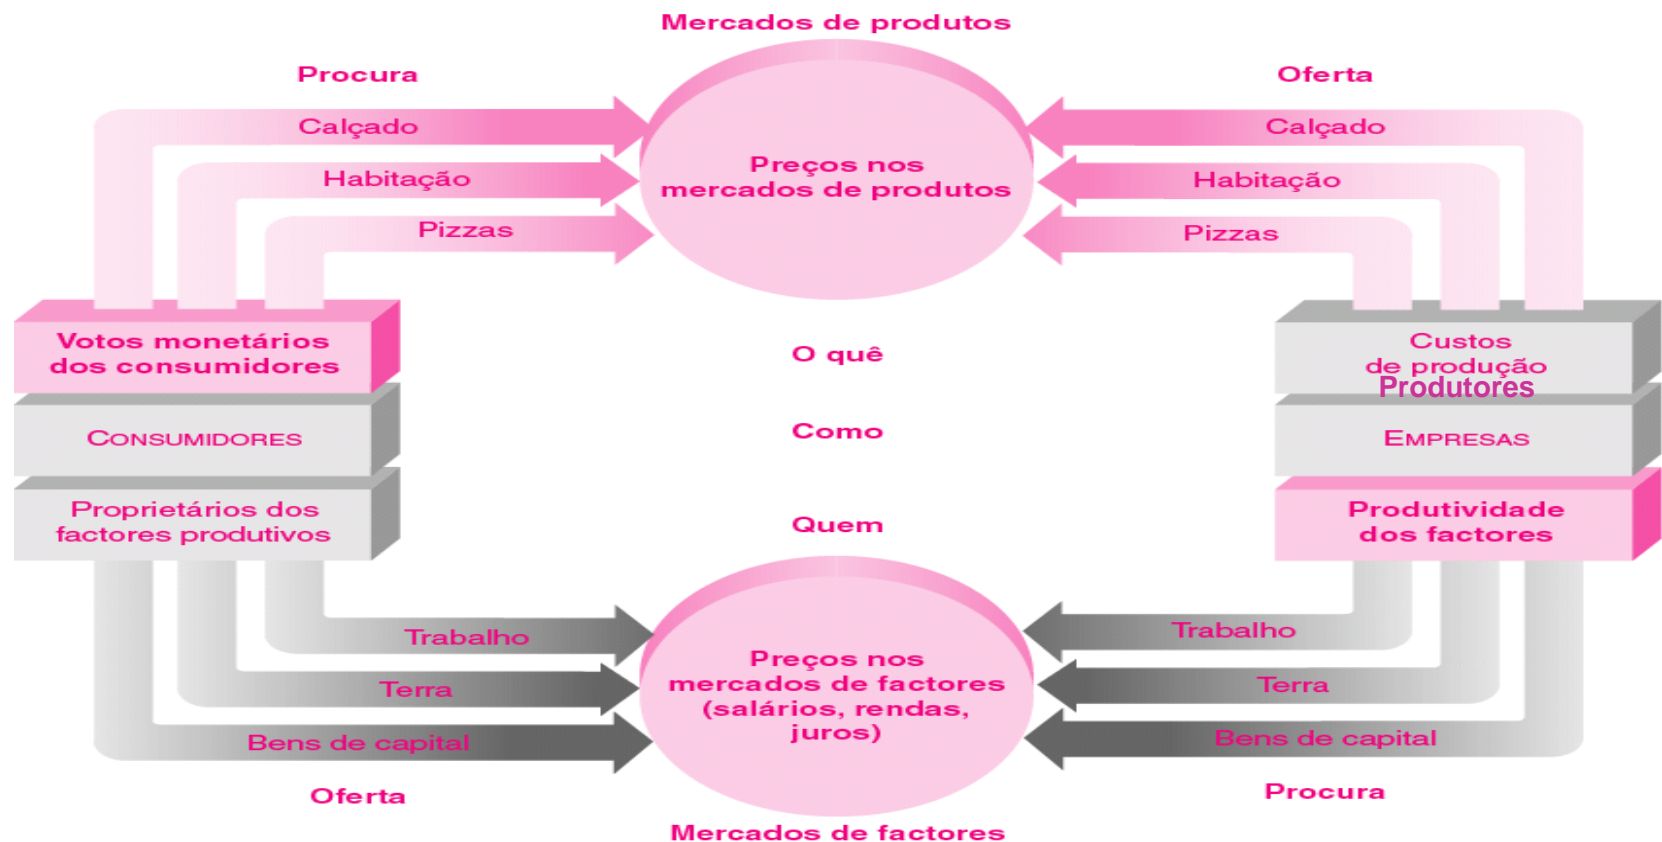 Mercados de produtos
Procura
Oferta
Calçado
Calçado
Habitação
Preços nos
mercados de produtos
Habitação
Pizzas
Pizzas
Votos monetários
dos consumidores
O quê
Custos
de produção
Produtores
CONSUMIDORES
Como
EMPRESAS
Proprietários dos
factores produtivos
Quem
Produtividade
dos factores
Trabalho
Trabalho
Terra
Preços nos
mercados de factores
(salários, rendas,
juros)
Terra
Bens de capital
Bens de capital
Oferta
Procura
Mercados de factores